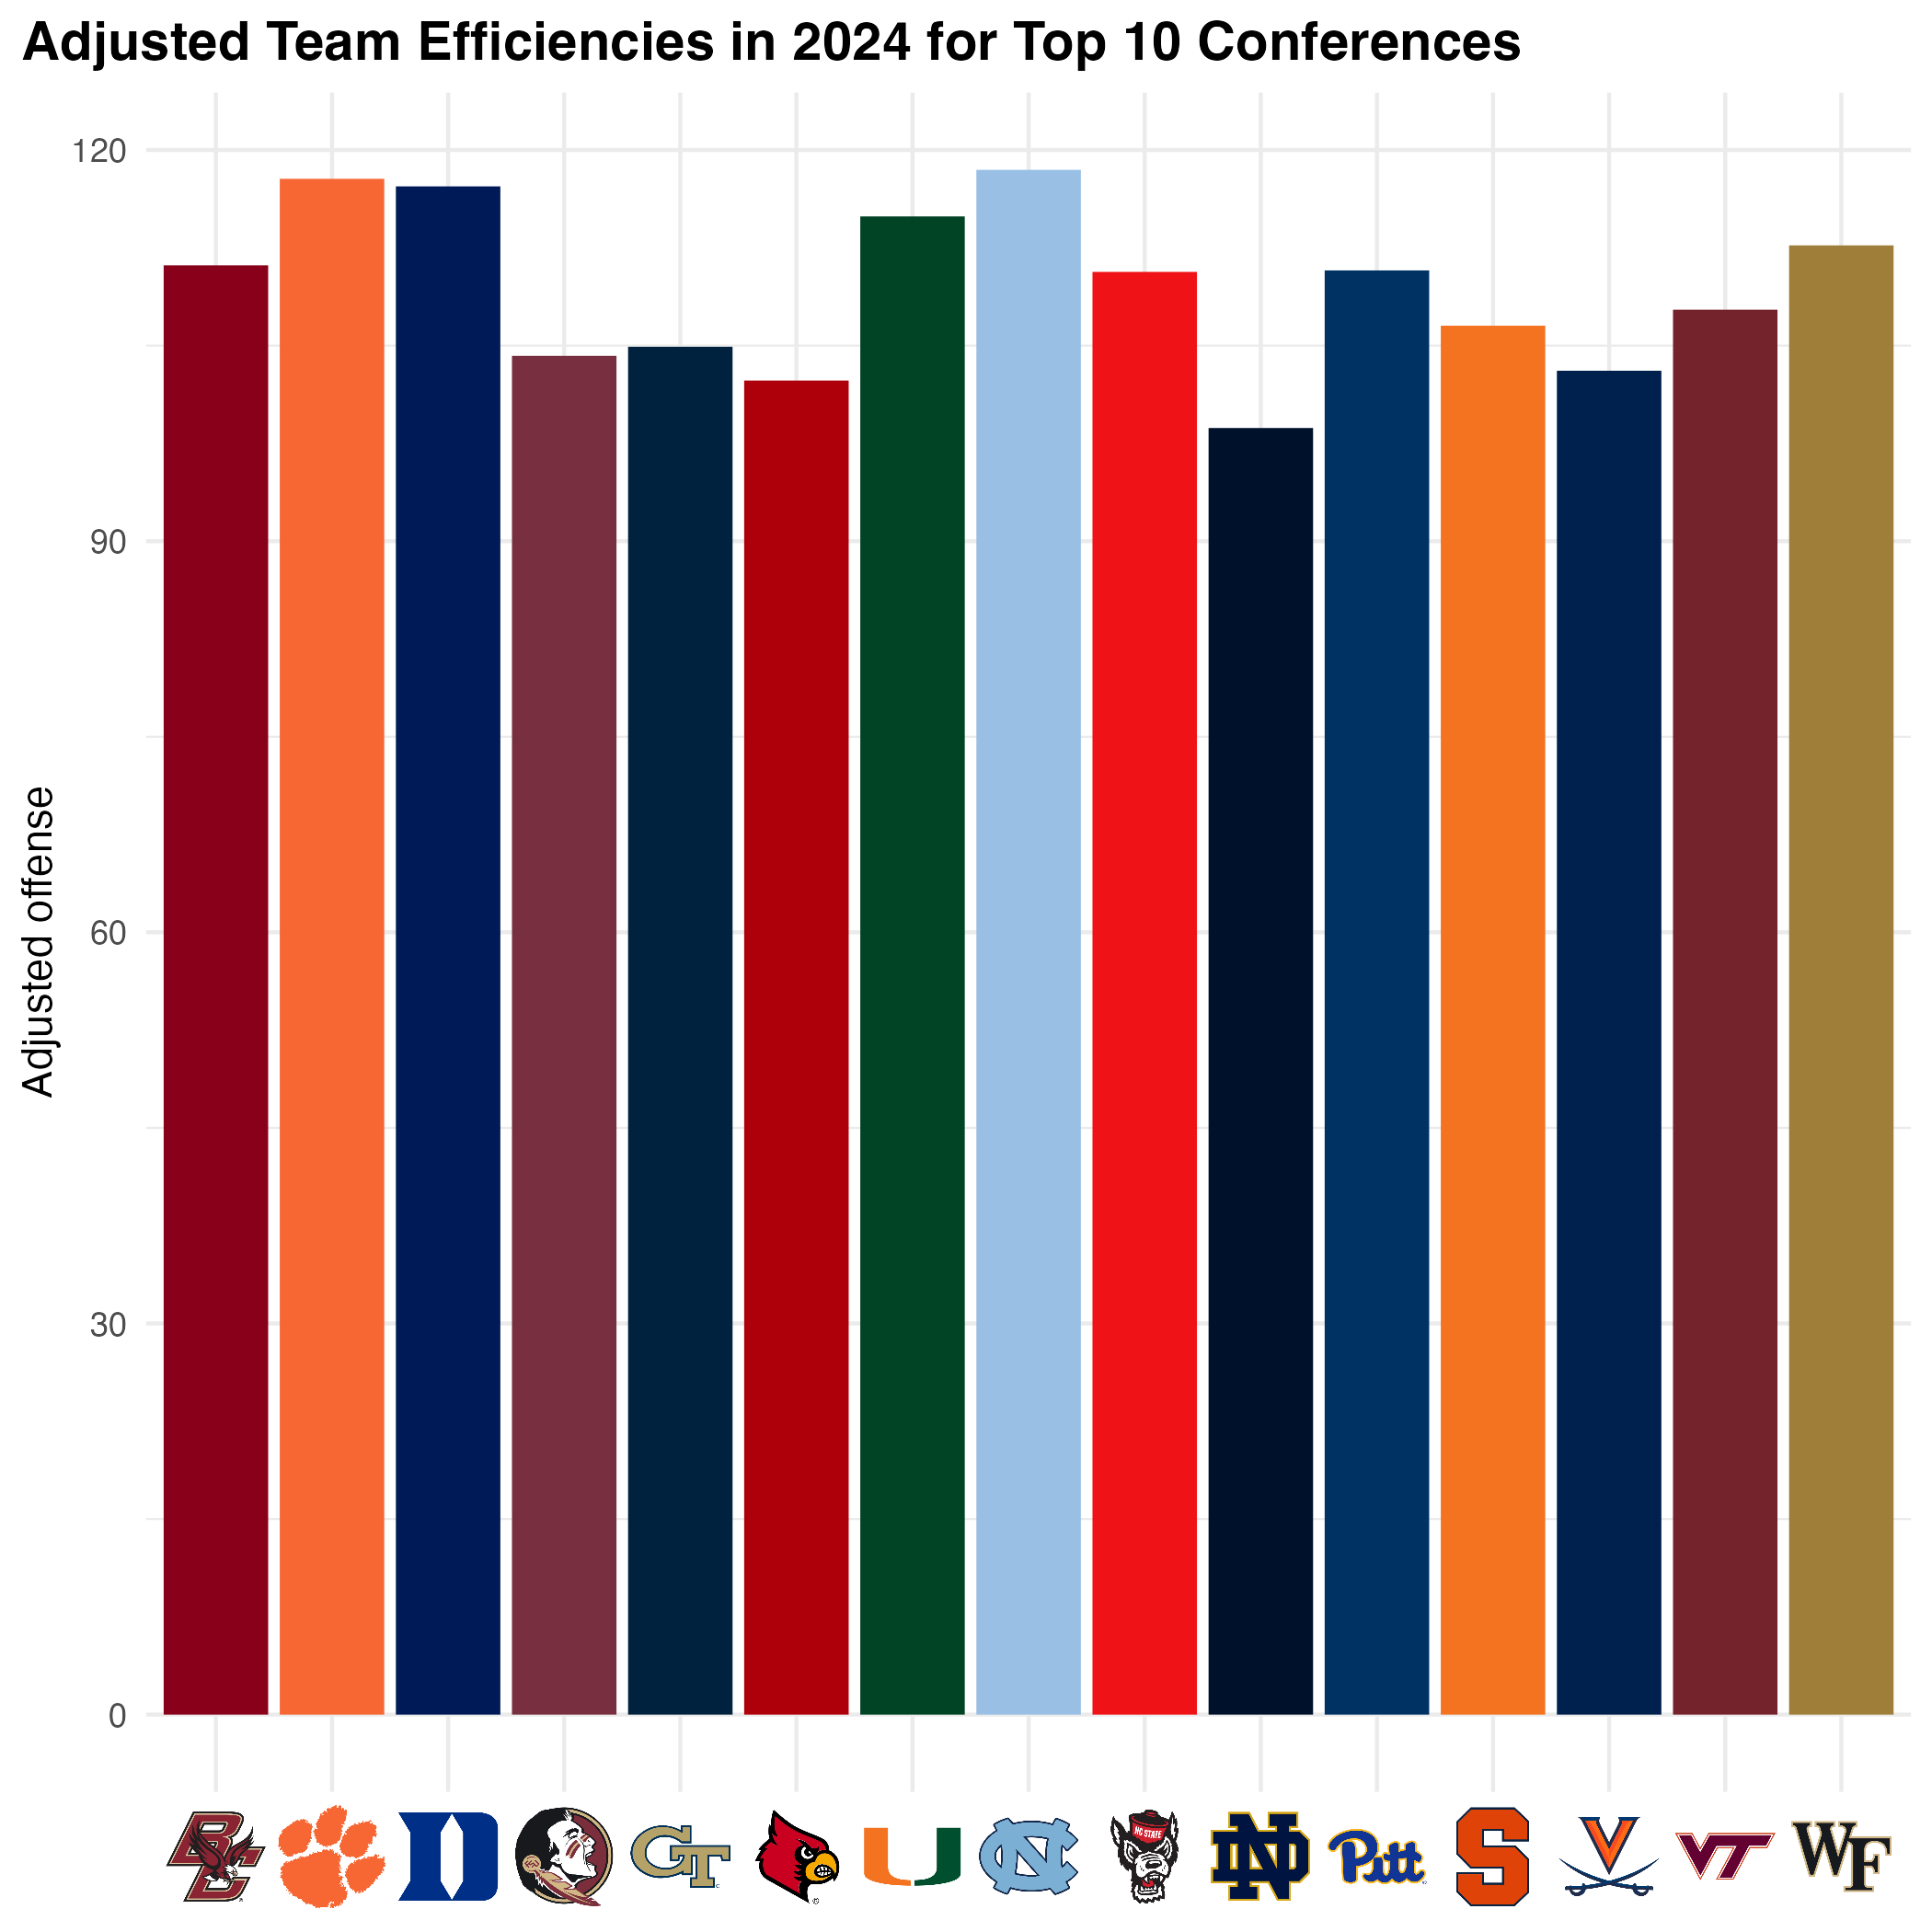 Adjusted Team Efficiencies in 2024 for Top 10 Conferences
120
90
60
30
0
Adjusted offense
BC
D
GT
U
NC
NC STATE
ND
Pitt
S
V
VT
WF